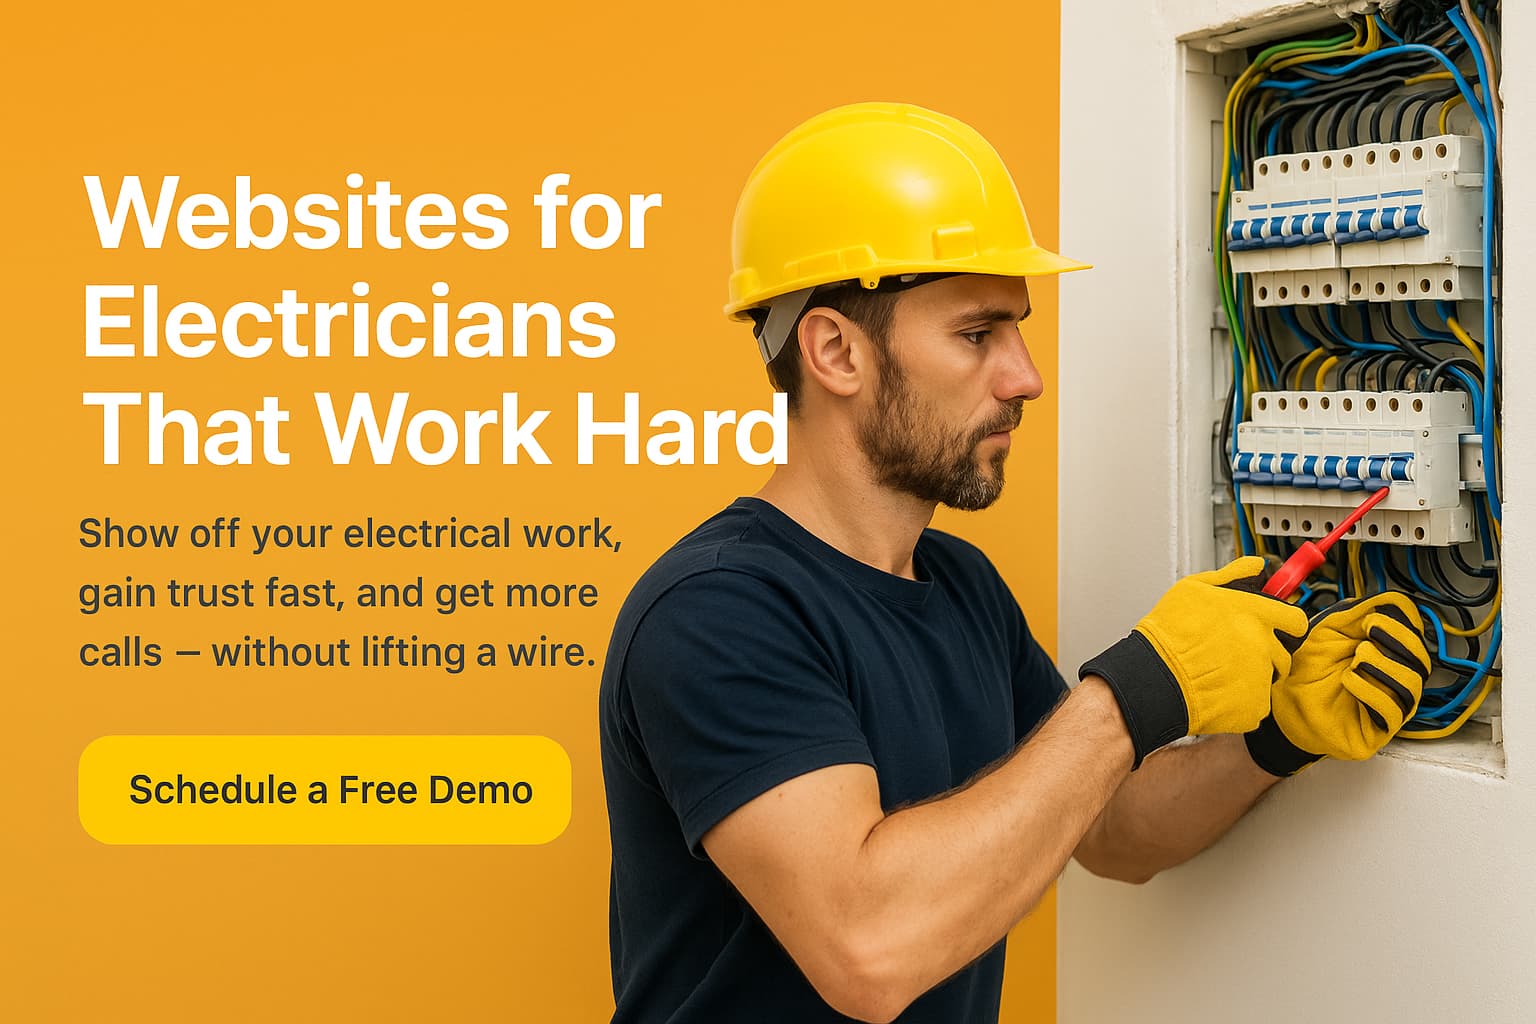 Websites for
Electricians
That Work Hard
Show off your electrical work,
gain trust fast, and get more
calls – without lifting a wire.
Schedule a Free Demo